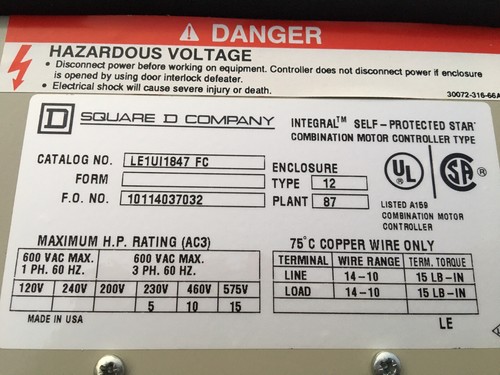 DANGER
HAZARDOUS VOLTAGE
• Disconnect power before working on equipment. Controller does not disconnect power if enclosure
is opened by using door interlock defeater.
• Electrical shock will cause severe injury or death.
30072-316-66A
D SQUARE D COMPANY
INTEGRAL™ SELF-PROTECTED STAR
COMBINATION MOTOR CONTROLLER TYPE
CATALOG NO. LE1UI1847 FC
FORM
F.O. NO. 10114037032
ENCLOSURE
TYPE 12
PLANT 87
UL
SA
LISTED A159
COMBINATION MOTOR
CONTROLLER
MAXIMUM H.P. RATING (AC3)
600 VAC MAX. 600 VAC MAX.
1 PH. 60 HZ. 3 PH. 60 HZ.
120V 240V 200V 230V 460V 575V
5 10 15
MADE IN USA
75°C COPPER WIRE ONLY
TERMINAL WIRE RANGE TERM. TORQUE
LINE 14-10 15 LB-IN
LOAD 14-10 15 LB-IN
LE